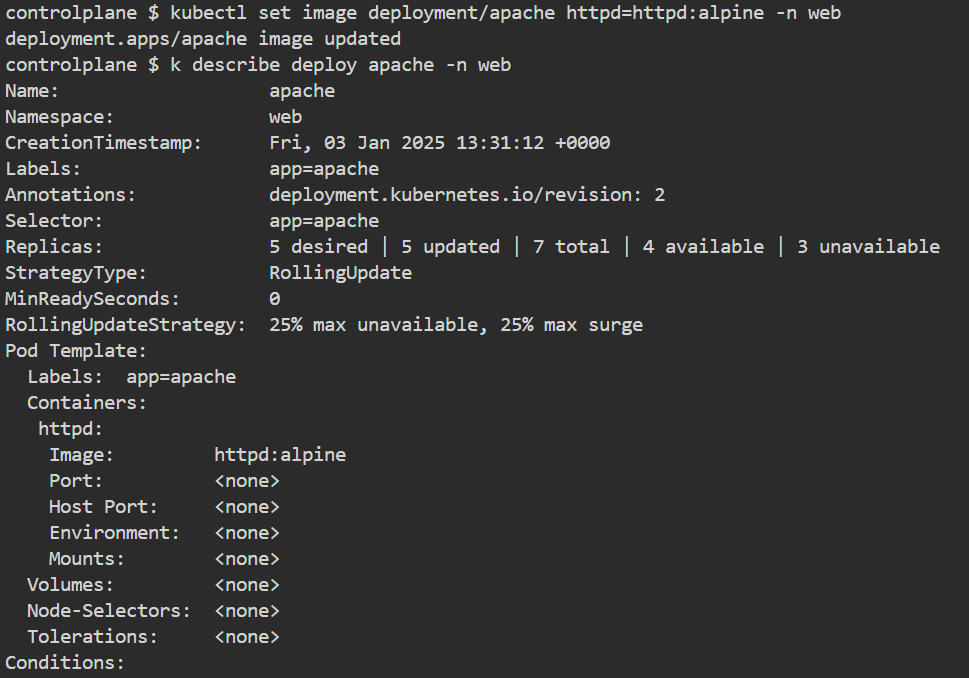 controlplane $ kubectl set image deployment/apache httpd=httpd:alpine -n web
deployment.apps/apache image updated
controlplane $ k describe deploy apache -n web
Name:                   apache
Namespace:              web
CreationTimestamp:      Fri, 03 Jan 2025 13:31:12 +0000
Labels:                 app=apache
Annotations:            deployment.kubernetes.io/revision: 2
Selector:               app=apache
Replicas:               5 desired | 5 updated | 7 total | 4 available | 3 unavailable
StrategyType:           RollingUpdate
MinReadySeconds:        0
RollingUpdateStrategy:  25% max unavailable, 25% max surge
Pod Template:
  Labels:  app=apache
  Containers:
   httpd:
    Image:         httpd:alpine
    Port:          <none>
    Host Port:     <none>
    Environment:   <none>
    Mounts:        <none>
  Volumes:         <none>
  Node-Selectors:  <none>
  Tolerations:     <none>
Conditions: